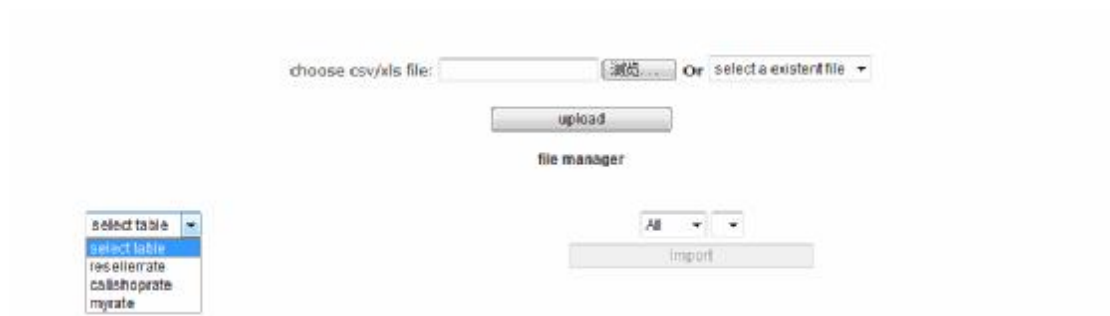 choose csv/xls file: 浏览... Or select a existent file
upload
file manager
select table All
select table import
resellerrate
callshoprate
myrate